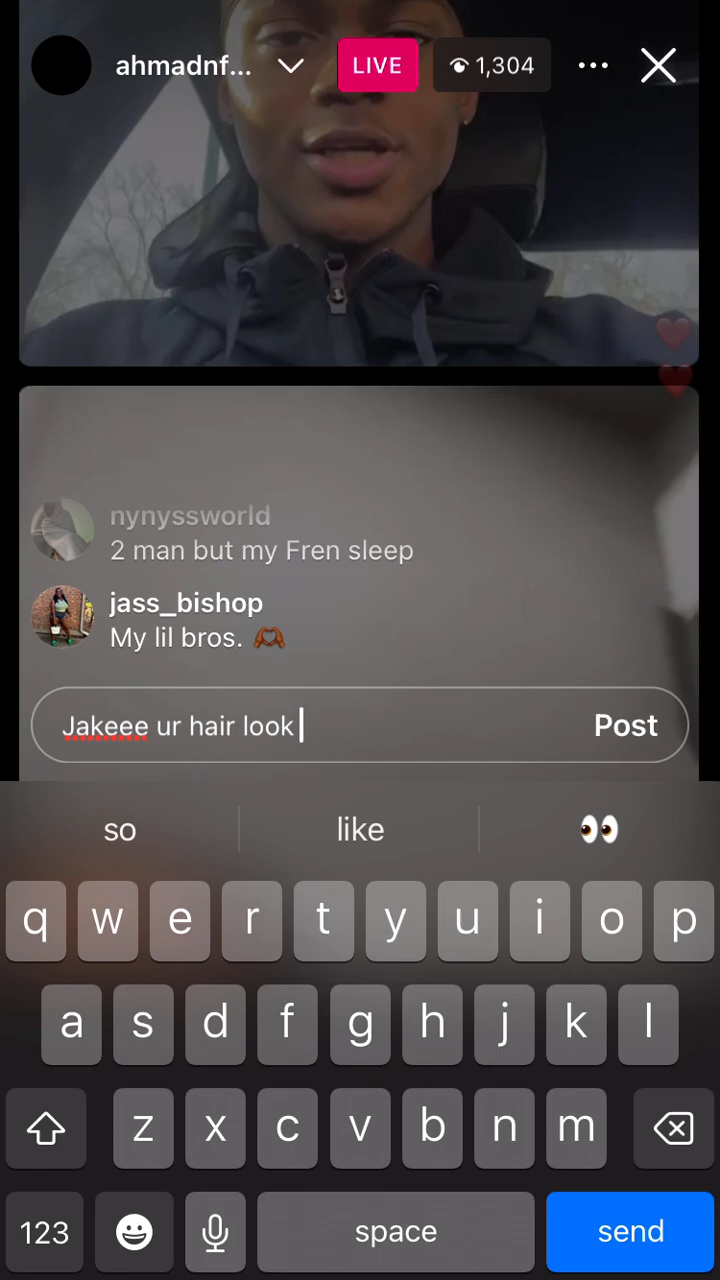 ahmadnf... LIVE 1,304
nynyssworld
2 man but my Fren sleep
jass_bishop
My lil bros. 🫶🏾
Jakeee ur hair look Post
so like 👀
q w e r t y u i o p
a s d f g h j k l
z x c v b n m
123 space send